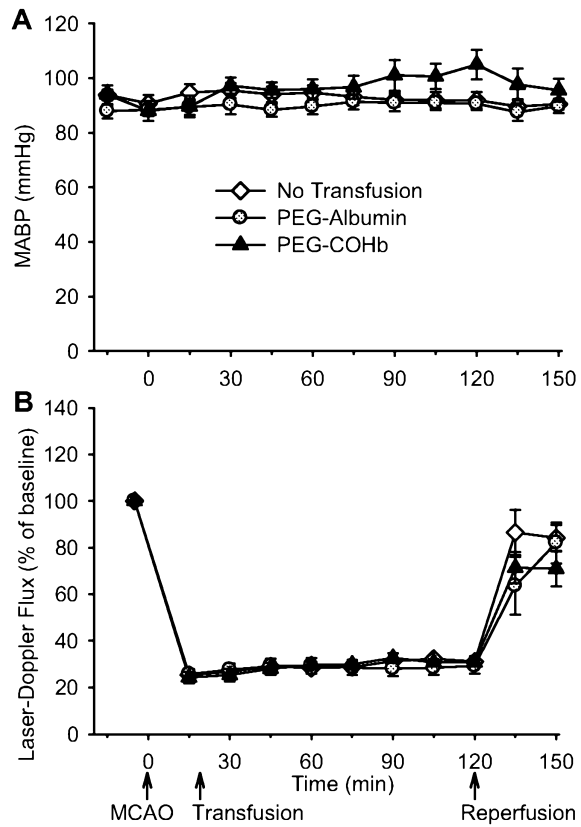 A
120
100
80
60
40
20
0
MABP (mmHg)
No Transfusion
PEG-Albumin
PEG-COHb
0 30 60 90 120 150
B
140
120
100
80
60
40
20
0
Laser-Doppler Flux (% of baseline)
0 30 60 90 120 150
Time (min)
MCAO Transfusion Reperfusion